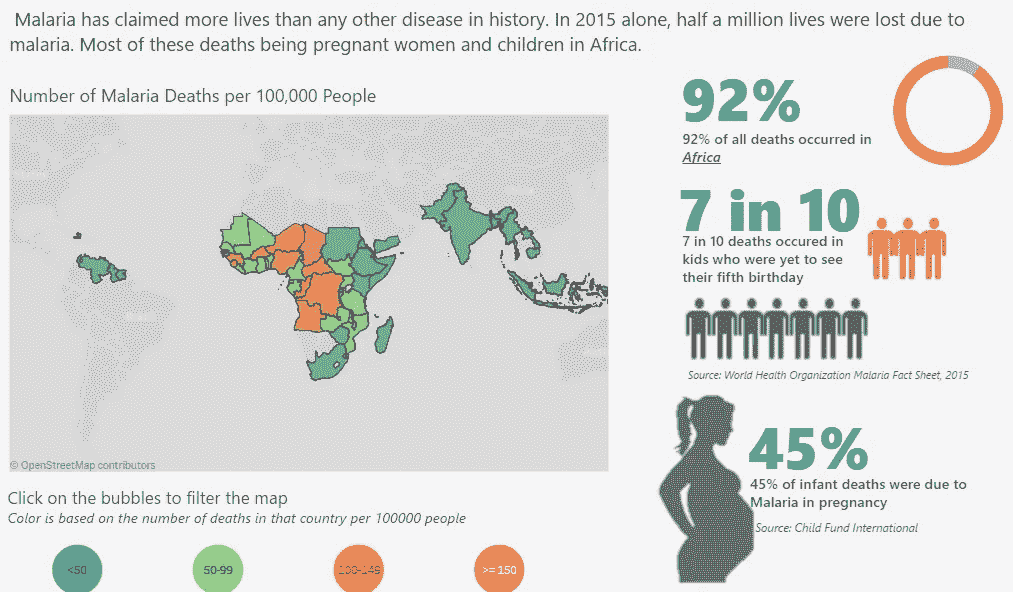 Malaria has claimed more lives than any other disease in history. In 2015 alone, half a million lives were lost due to
malaria. Most of these deaths being pregnant women and children in Africa.
Number of Malaria Deaths per 100,000 People
© OpenStreetMap contributors
Click on the bubbles to filter the map
Color is based on the number of deaths in that country per 100000 people
<50
50-99
100-149
>= 150
92%
92% of all deaths occurred in
Africa
7 in 10
7 in 10 deaths occured in
kids who were yet to see
their fifth birthday
Source: World Health Organization Malaria Fact Sheet, 2015
45%
45% of infant deaths were due to
Malaria in pregnancy
Source: Child Fund International